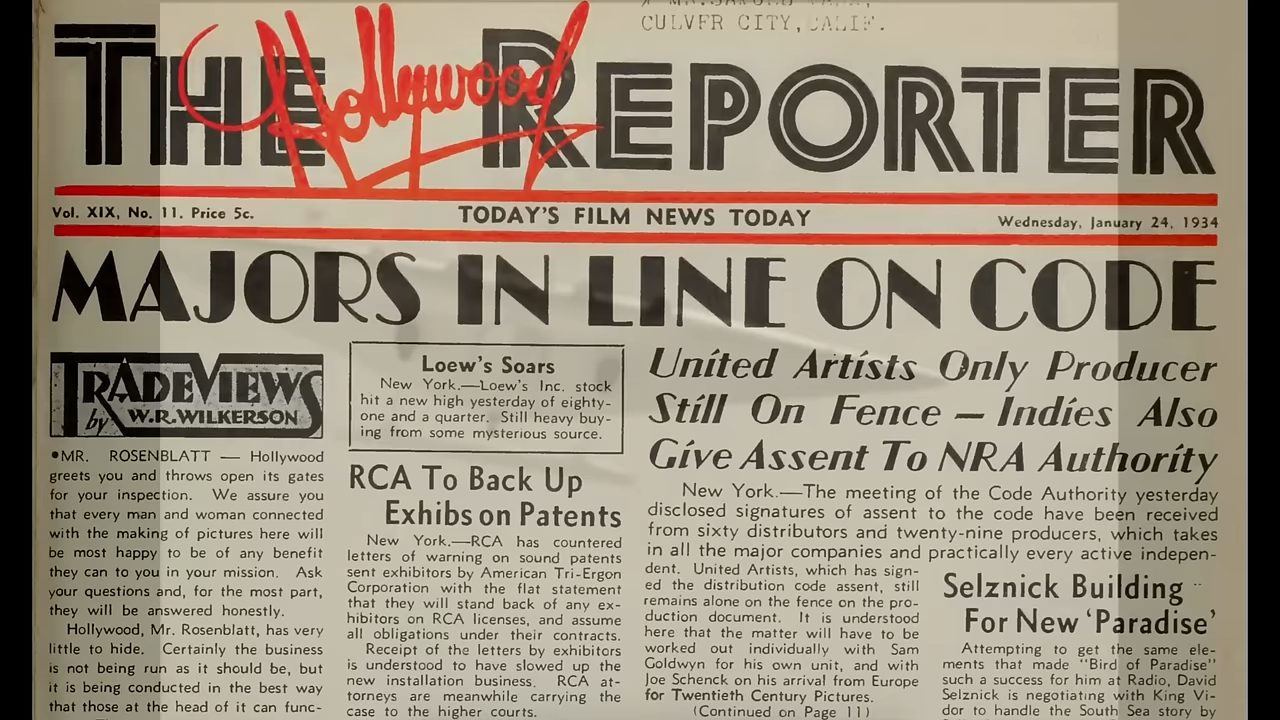 CULVER CITY, CALIF.
THE Hollywood REPORTER
Vol. XIX, No. 11. Price 5c.
TODAY'S FILM NEWS TODAY
Wednesday, January 24, 1934
MAJORS IN LINE ON CODE
TRADEVIEWS
by W.R. WILKERSON
•MR. ROSENBLATT — Hollywood
greets you and throws open its gates
for your inspection. We assure you
that every man and woman connected
with the making of pictures here will
be most happy to be of any benefit
they can to you in your mission. Ask
your questions and, for the most part,
they will be answered honestly.
Hollywood, Mr. Rosenblatt, has very
little to hide. Certainly the business
is not being run as it should be, but
it is being conducted in the best way
that those at the head of it can func-
Loew's Soars
New York.—Loew's Inc. stock
hit a new high yesterday of eighty-
one and a quarter. Still heavy buy-
ing from some mysterious source.
RCA To Back Up
Exhibs on Patents
New York.—RCA has countered
letters of warning on sound patents
sent exhibitors by American Tri-Ergon
Corporation with the flat statement
that they will stand back of any ex-
hibitors on RCA licenses, and assume
all obligations under their contracts.
Receipt of the letters by exhibitors
is understood to have slowed up the
new installation business. RCA at-
torneys are meanwhile carrying the
case to the higher courts.
United Artists Only Producer
Still On Fence — Indies Also
Give Assent To NRA Authority
New York.—The meeting of the Code Authority yesterday
disclosed signatures of assent to the code have been received
from sixty distributors and twenty-nine producers, which takes
in all the major companies and practically every active indepen-
dent. United Artists, which has sign-
ed the distribution code assent, still
remains alone on the fence on the pro-
duction document. It is understood
here that the matter will have to be
worked out individually with Sam
Goldwyn for his own unit, and with
Joe Schenck on his arrival from Europe
for Twentieth Century Pictures.
(Continued on Page 11)
Selznick Building
For New 'Paradise'
Attempting to get the same ele-
ments that made "Bird of Paradise"
such a success for him at Radio, David
Selznick is negotiating with King Vi-
dor to handle the South Sea story by